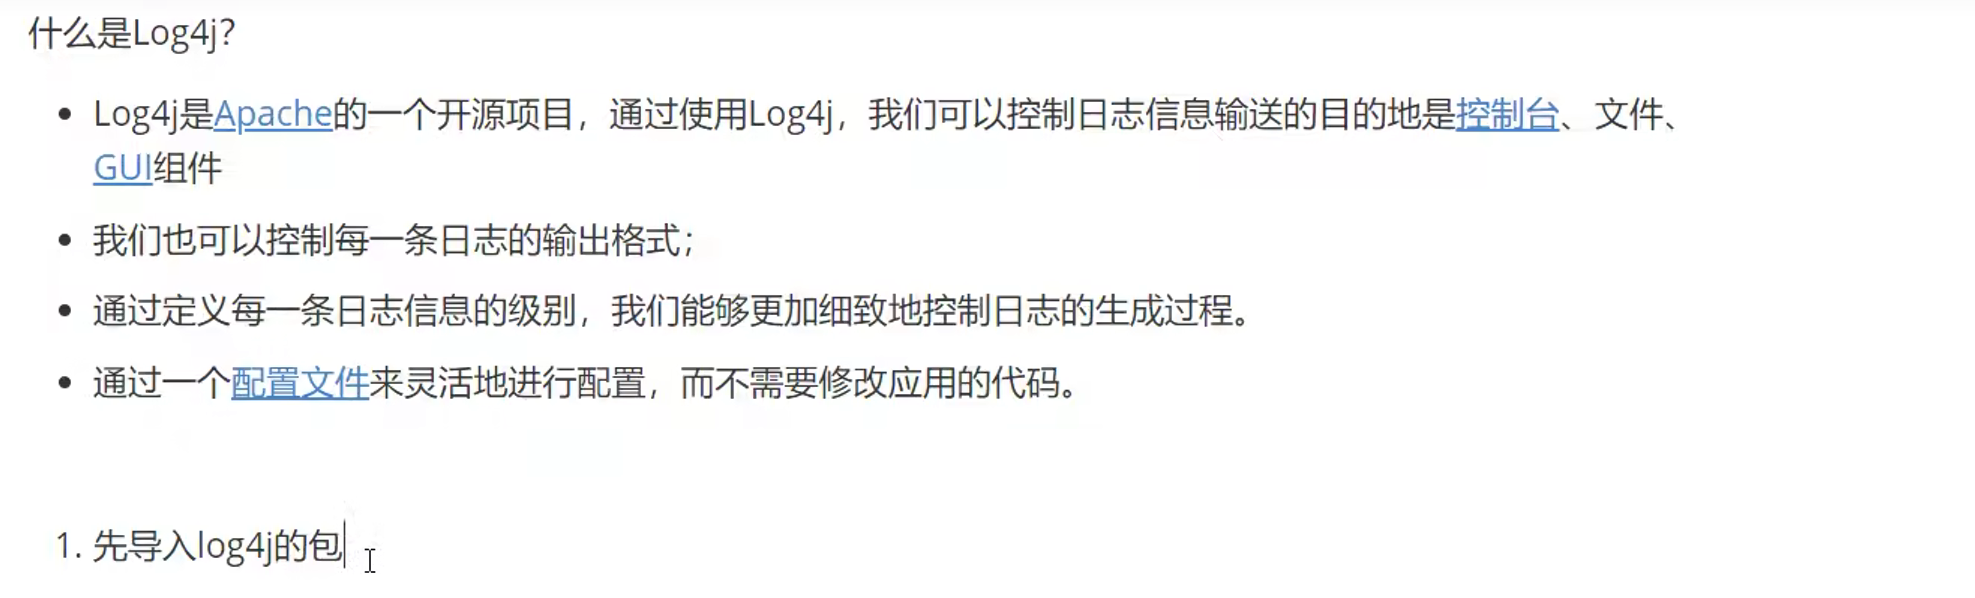 什么是Log4j？
• Log4j是Apache的一个开源项目，通过使用Log4j，我们可以控制日志信息输送的目的地是控制台、文件、
GUI组件
• 我们也可以控制每一条日志的输出格式；
• 通过定义每一条日志信息的级别，我们能够更加细致地控制日志的生成过程。
• 通过一个配置文件来灵活地进行配置，而不需要修改应用的代码。
1. 先导入log4j的包